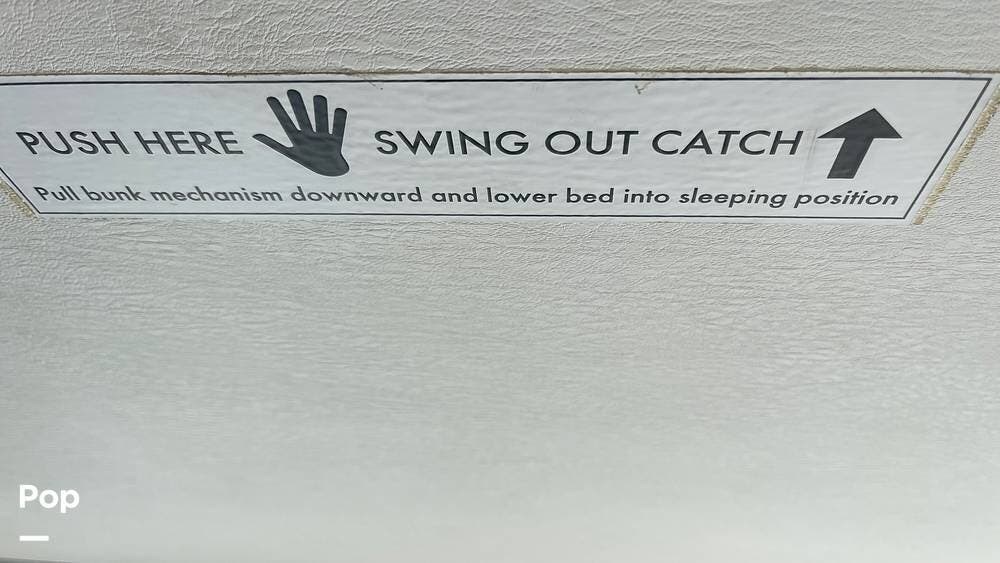 PUSH HERE SWING OUT CATCH
Pull bunk mechanism downward and lower bed into sleeping position
Pop